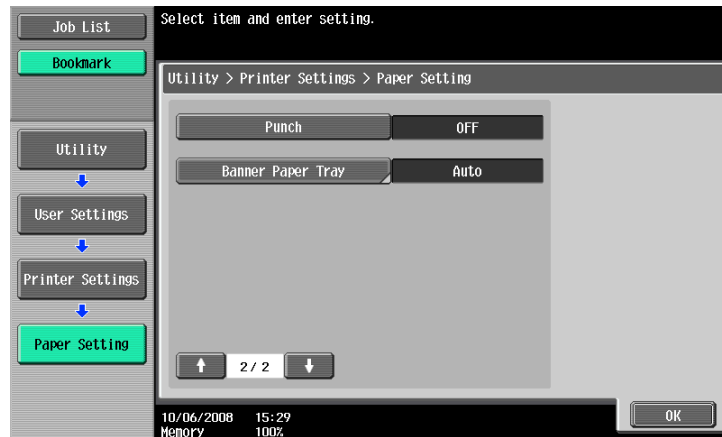 Job List
Bookmark
Utility
User Settings
Printer Settings
Paper Setting
Select item and enter setting.
Utility > Printer Settings > Paper Setting
Punch OFF
Banner Paper Tray Auto
2/ 2
OK
10/06/2008 15:29
Memory 100%